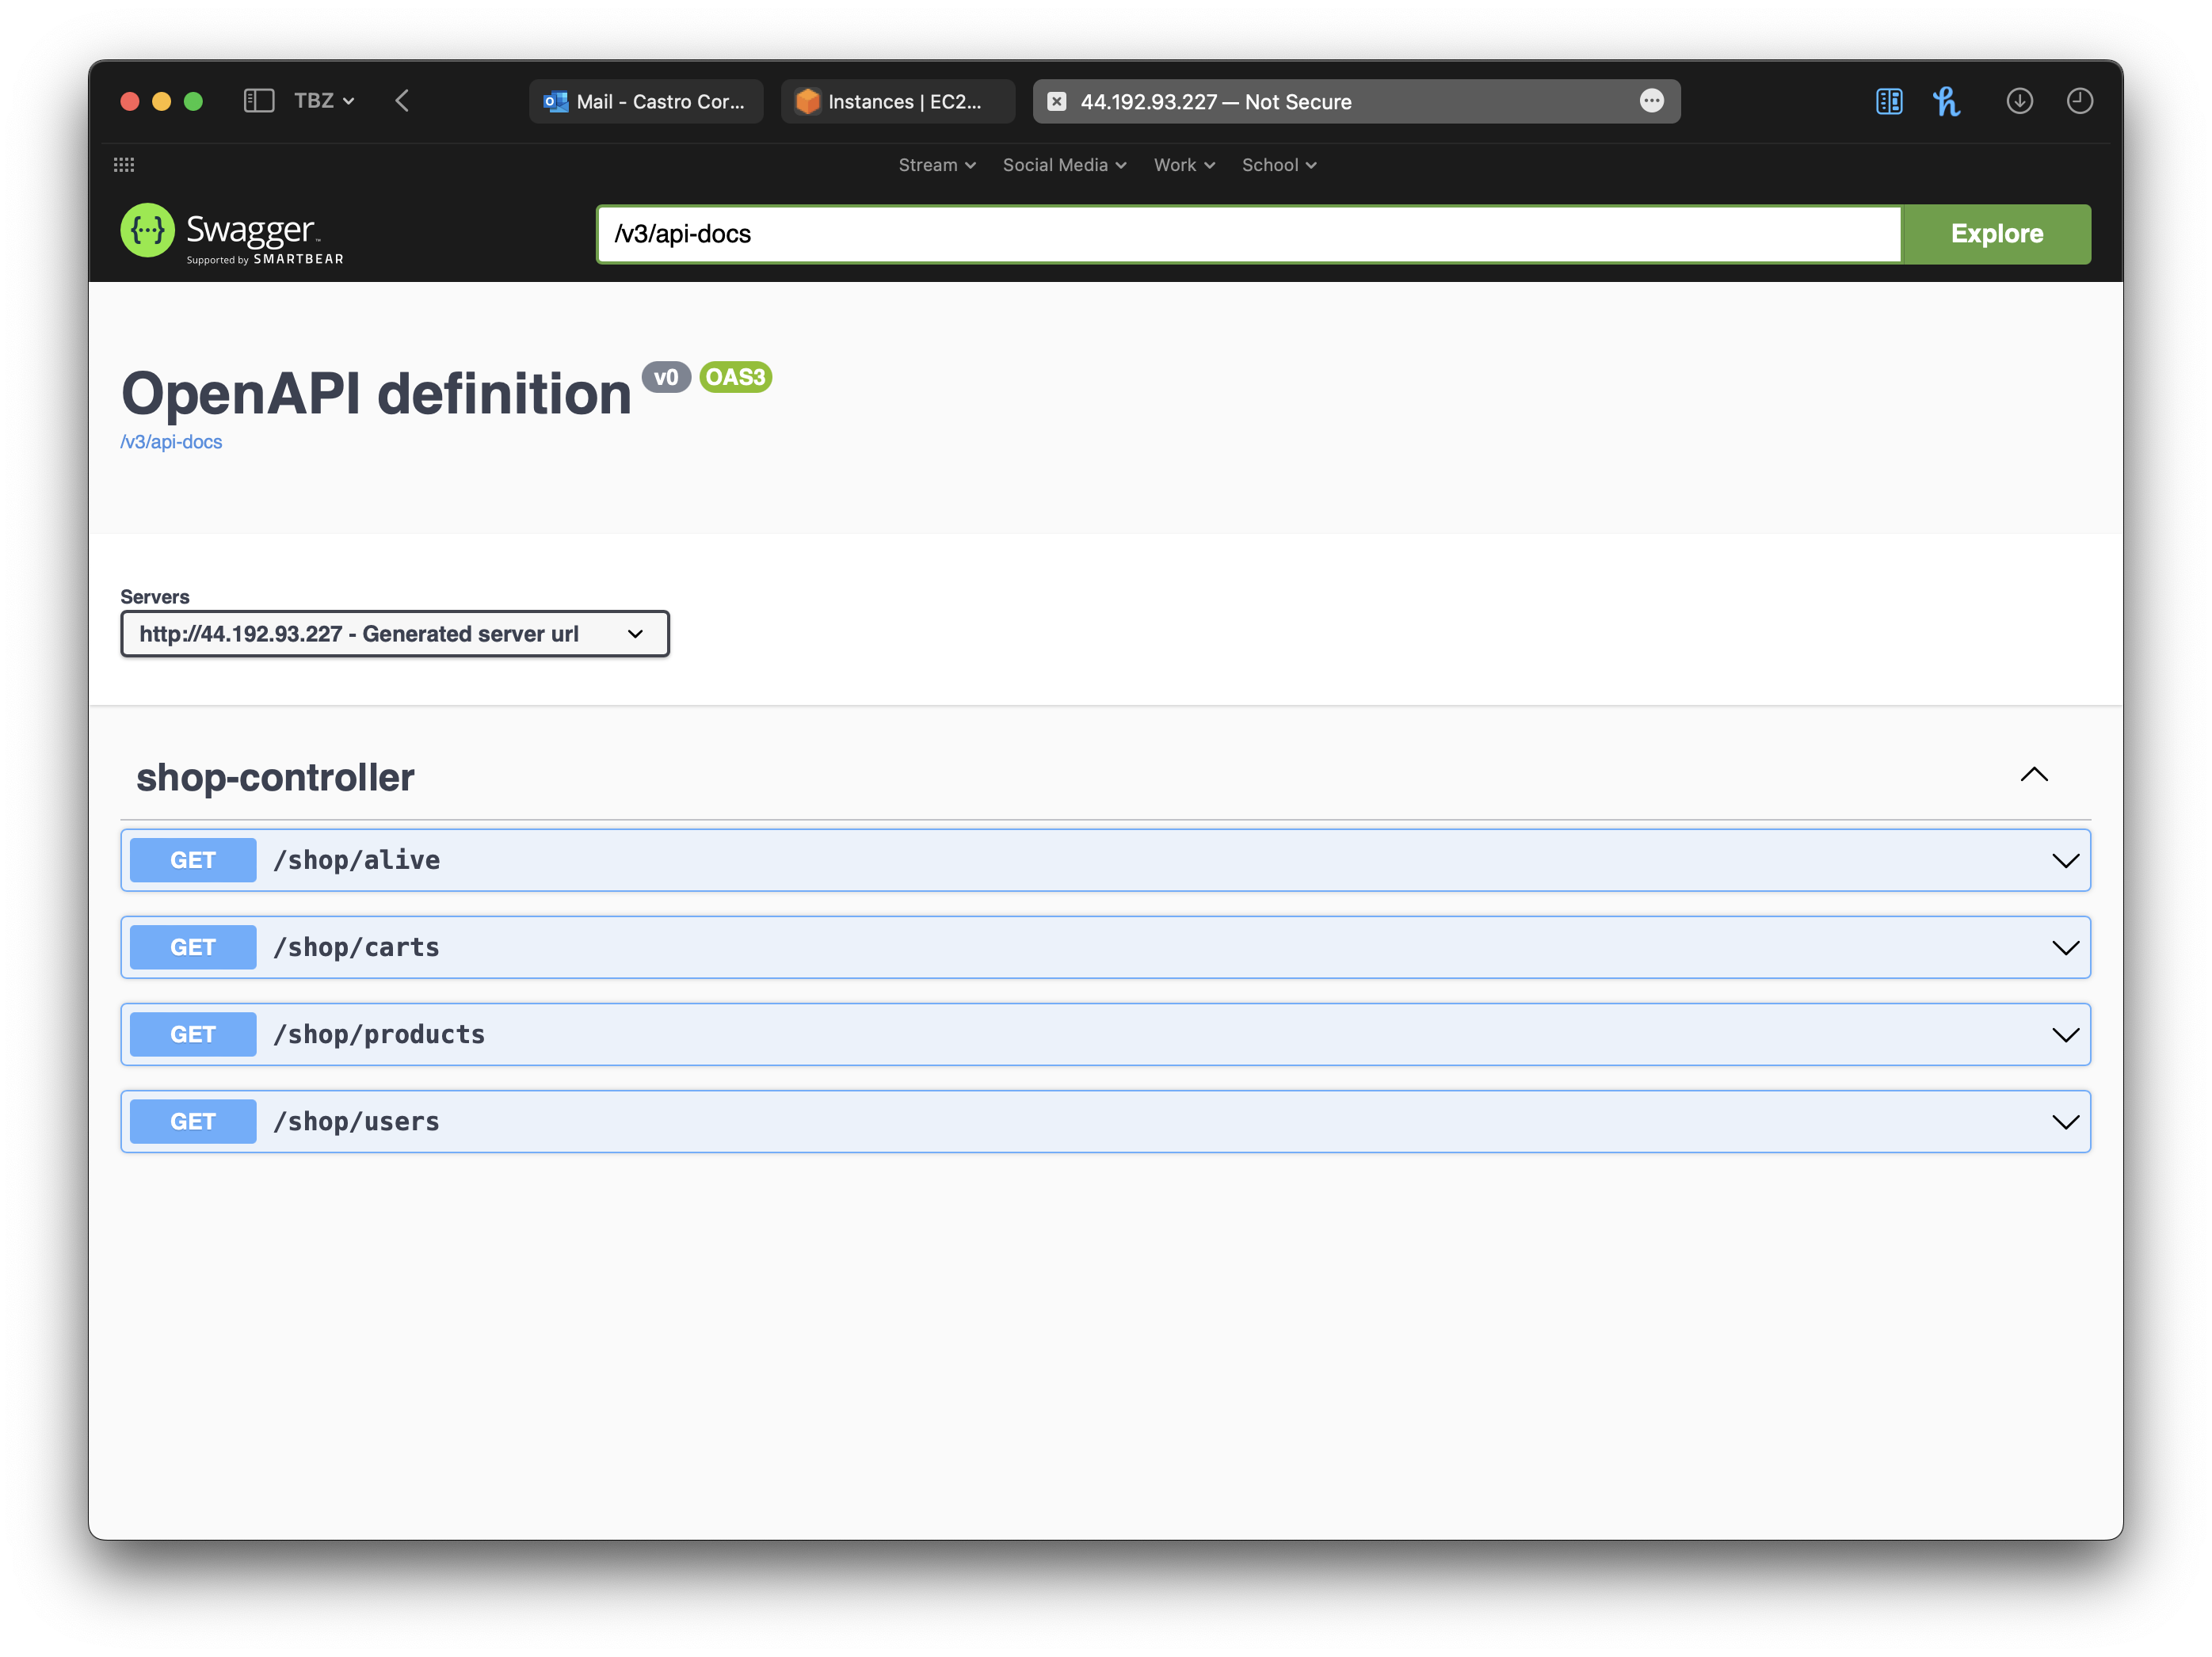 TBZ
Mail - Castro Cor...
Instances | EC2...
44.192.93.227 — Not Secure
Stream
Social Media
Work
School
{···} Swagger™
Supported by SMARTBEAR
/v3/api-docs
Explore
OpenAPI definition v0 OAS3
/v3/api-docs
Servers
http://44.192.93.227 - Generated server url
shop-controller
GET /shop/alive
GET /shop/carts
GET /shop/products
GET /shop/users